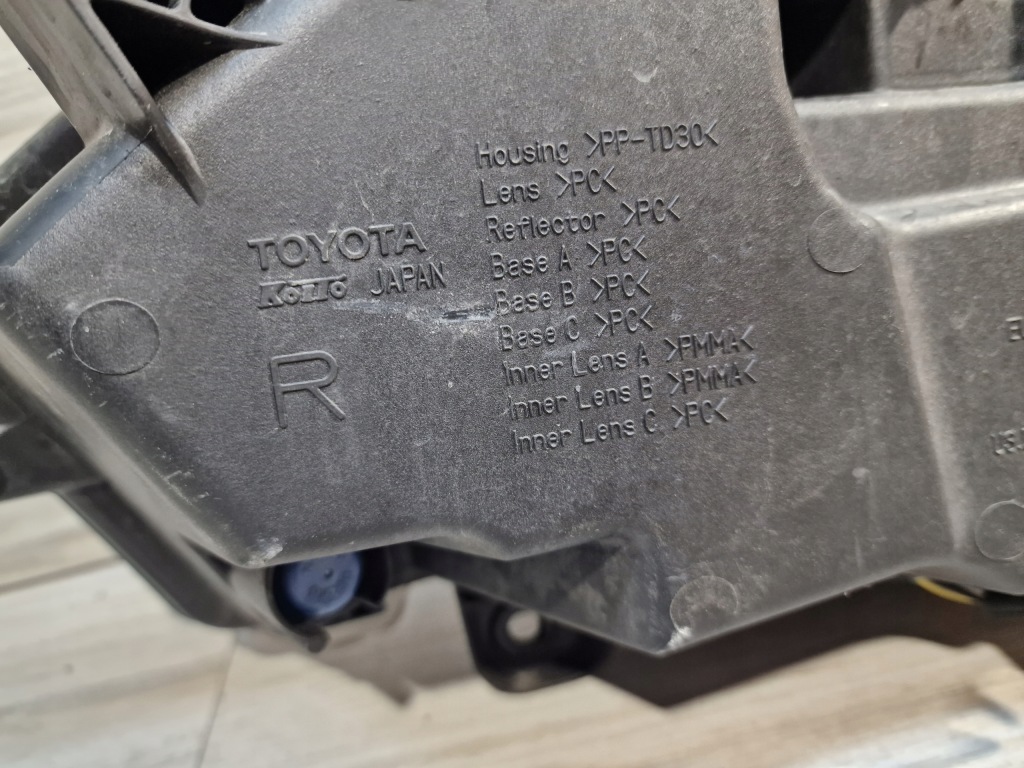 TOYOTA
KOITO JAPAN
R
Housing >PP-TD30<
Lens >PC<
Reflector >PC<
Base A >PC<
Base B >PC<
Base C >PC<
Inner Lens A >PMMA<
Inner Lens B >PMMA<
Inner Lens C >PC<